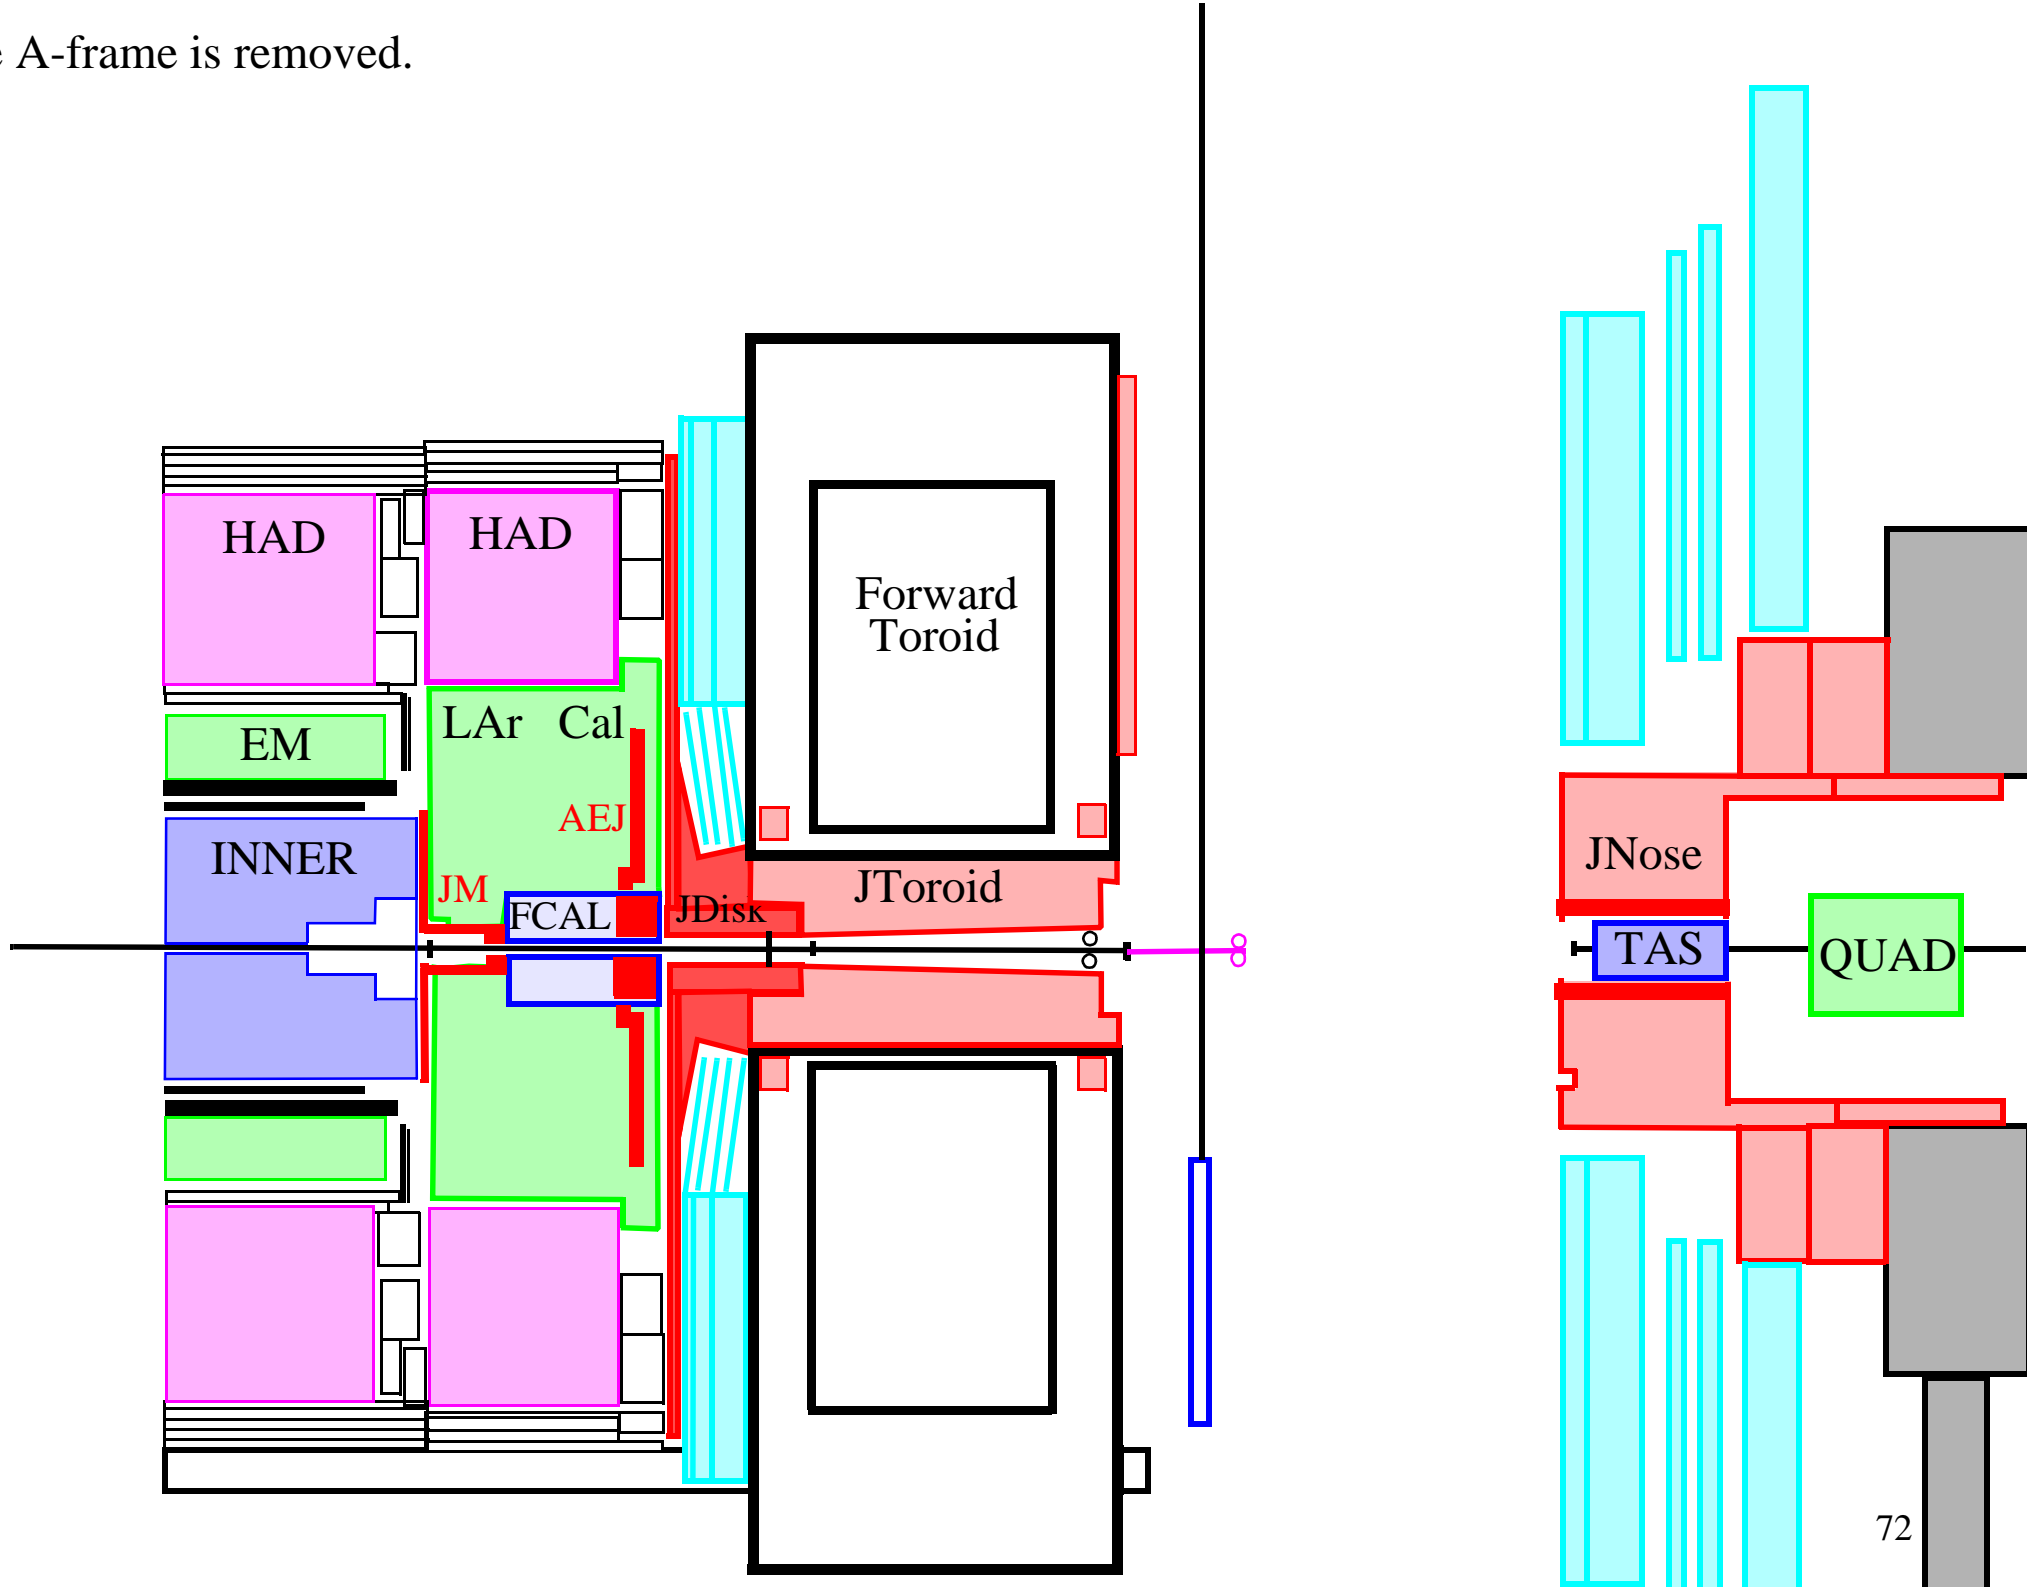 e A-frame is removed.
HAD
HAD
Forward
Toroid
LAr Cal
EM
AEJ
INNER
JM
FCAL
JDisk
JToroid
JNose
TAS
QUAD
72